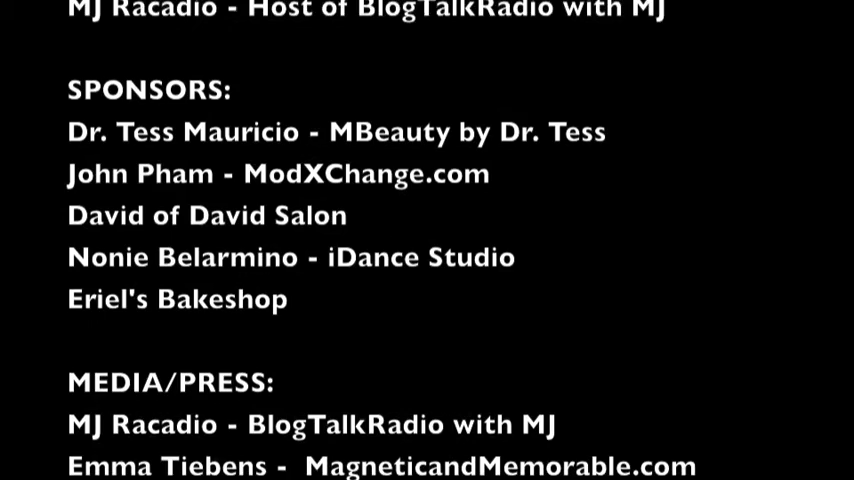 MJ Racadio - Host of BlogTalkRadio with MJ
SPONSORS:
Dr. Tess Mauricio - MBeauty by Dr. Tess
John Pham - ModXChange.com
David of David Salon
Nonie Belarmino - iDance Studio
Eriel's Bakeshop
MEDIA/PRESS:
MJ Racadio - BlogTalkRadio with MJ
Emma Tiebens -  MagneticandMemorable.com